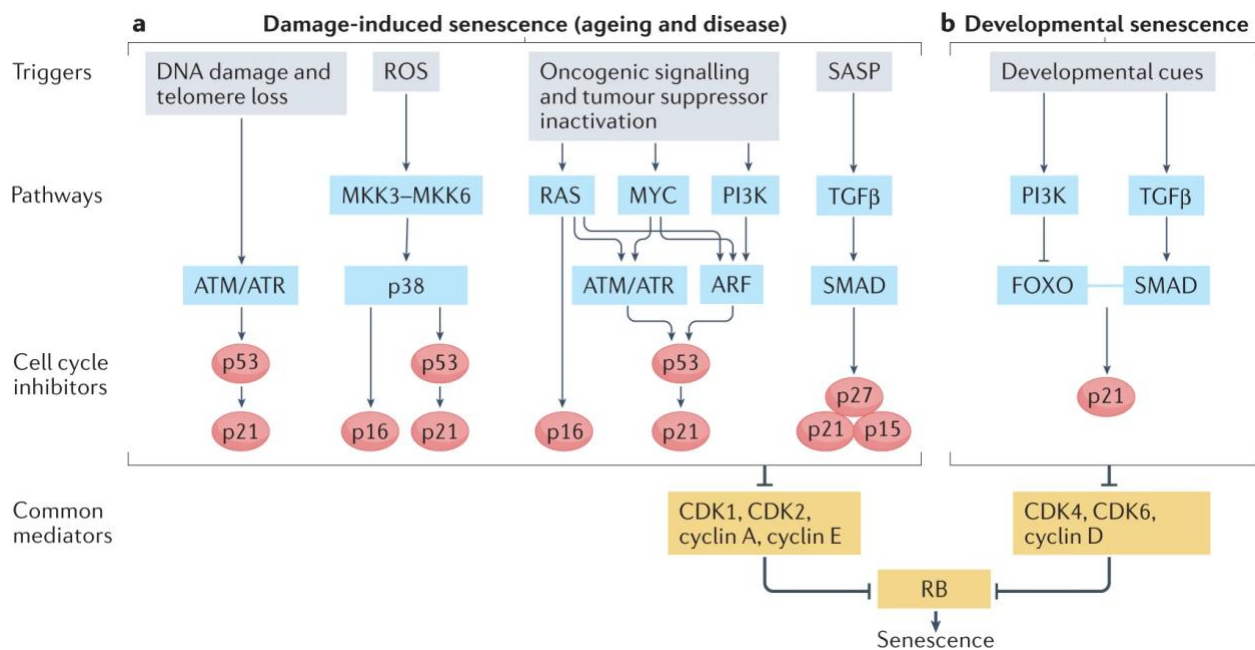 a Damage-induced senescence (ageing and disease)
b Developmental senescence
Triggers
DNA damage and
telomere loss
ROS
Oncogenic signalling
and tumour suppressor
inactivation
SASP
Developmental cues
Pathways
MKK3–MKK6
RAS
MYC
PI3K
TGFβ
PI3K
TGFβ
ATM/ATR
p38
ATM/ATR
ARF
SMAD
FOXO
SMAD
Cell cycle
inhibitors
p53
p53
p53
p27
p21
p21
p16
p21
p16
p21
p21
p15
Common
mediators
CDK1, CDK2,
cyclin A, cyclin E
CDK4, CDK6,
cyclin D
RB
Senescence